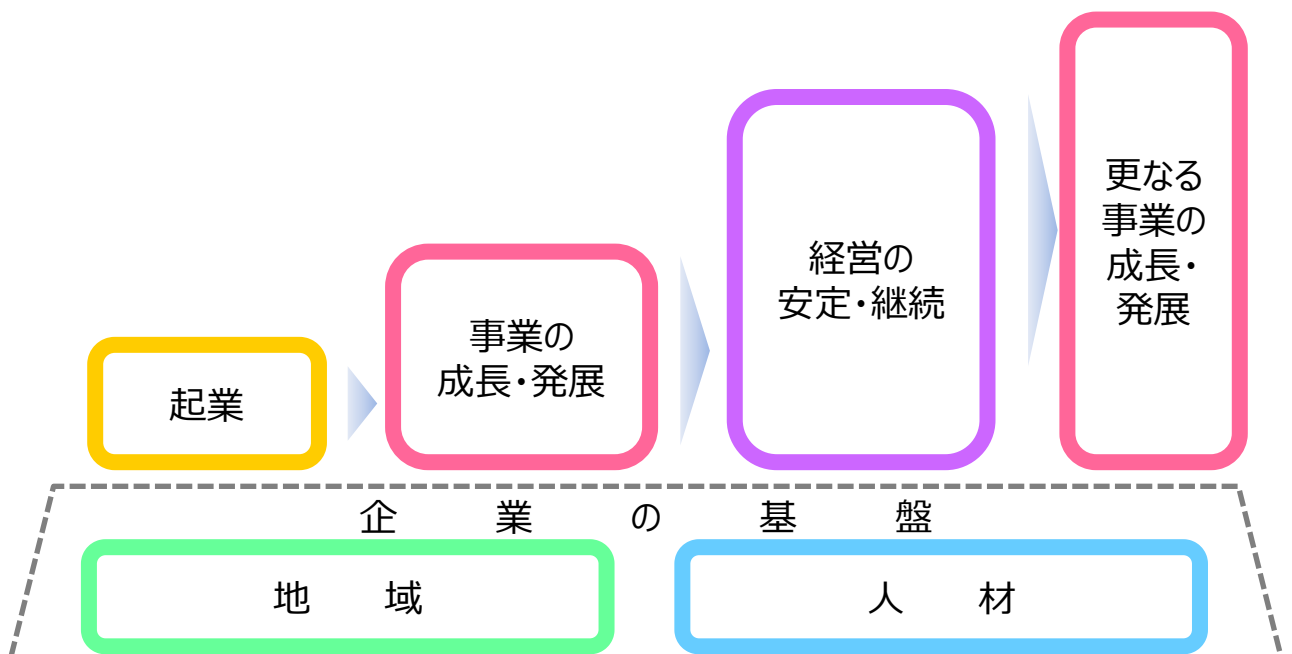 起業
事業の
成長・発展
経営の
安定・継続
更なる
事業の
成長・
発展
企業の基盤
地域
人材